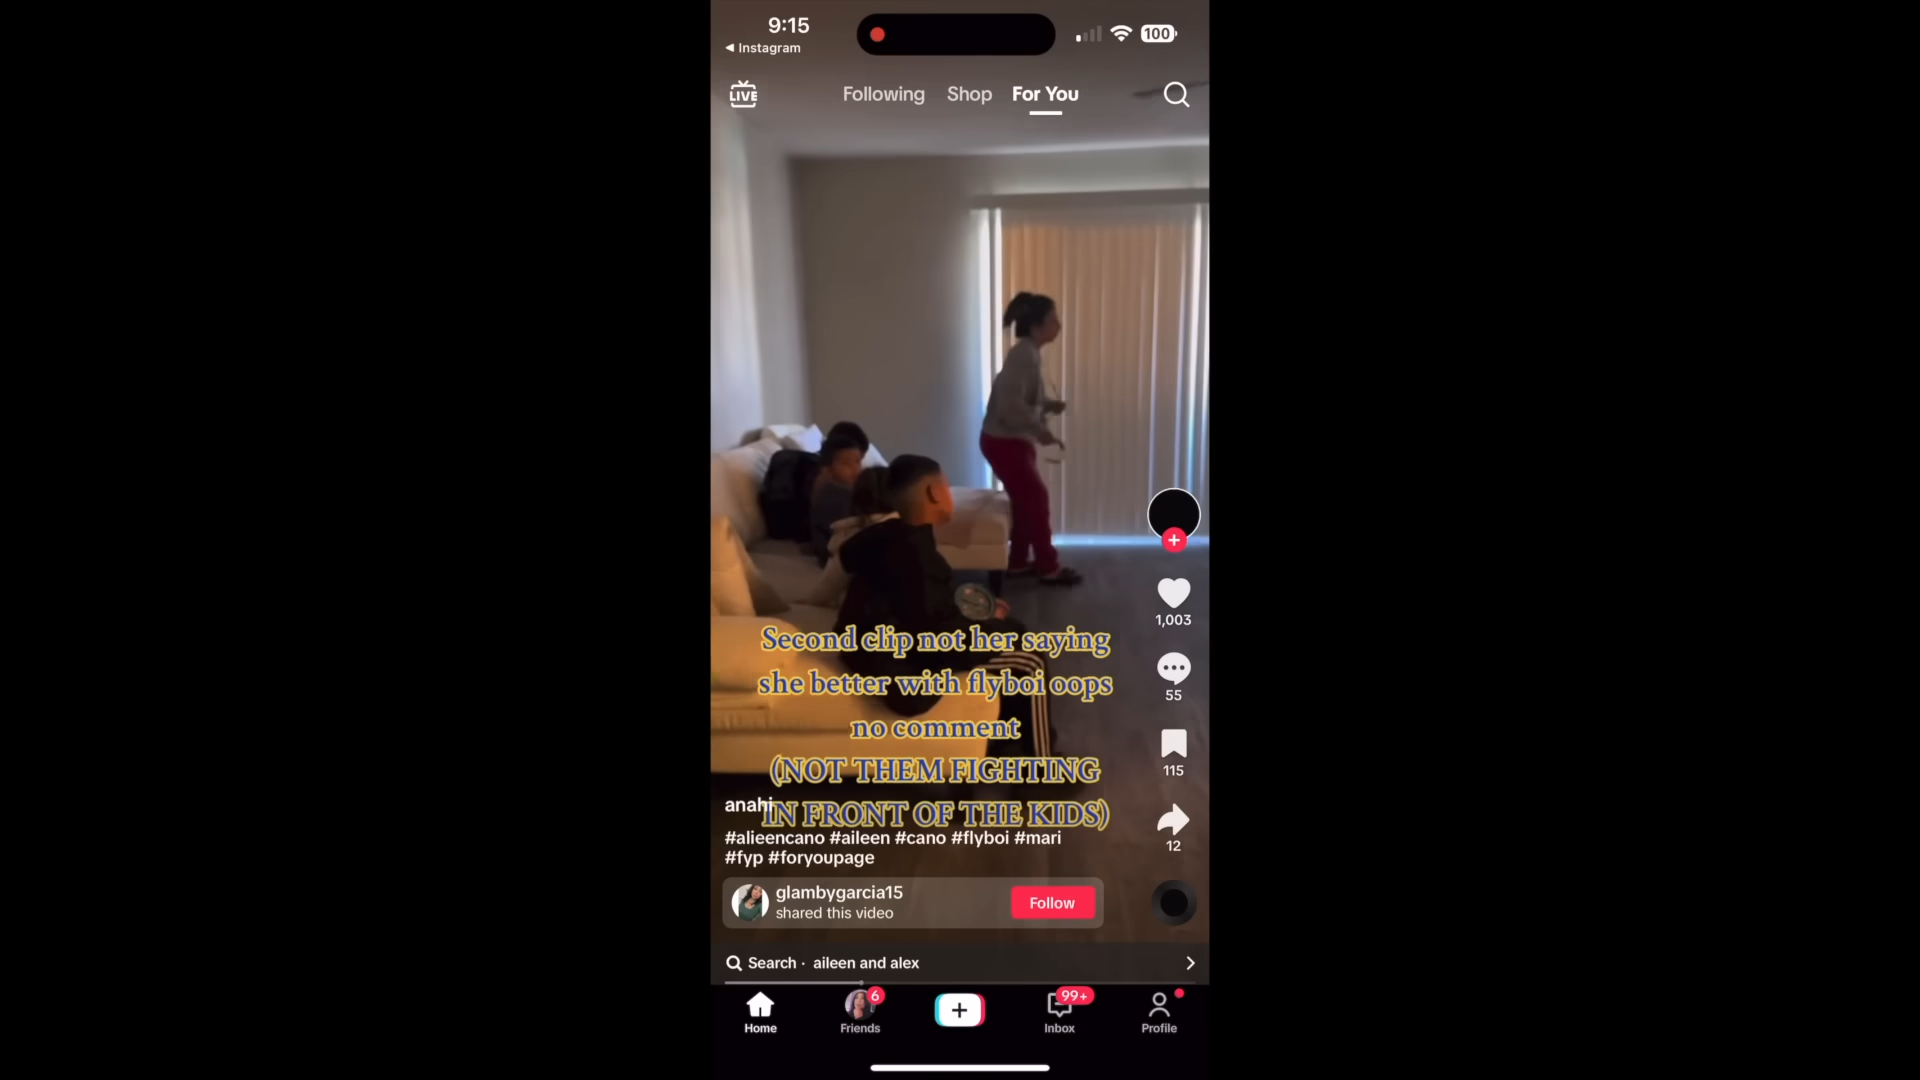 9:15
Instagram
100
LIVE
Following
Shop
For You
1,003
55
115
12
Second clip not her saying
she better with flyboi oops
no comment
(NOT THEM FIGHTING
IN FRONT OF THE KIDS)
anahi
#alieencano #aileen #cano #flyboi #mari
#fyp #foryoupage
glambygarcia15
shared this video
Follow
Search · aileen and alex
6
99+
Home
Friends
Inbox
Profile